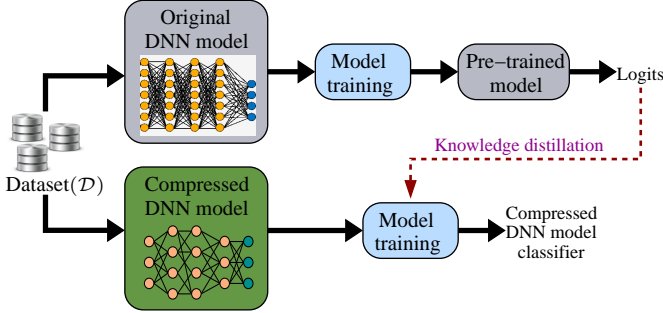 Original
DNN model
Model
training
Pre-trained
model
Logits
Knowledge distillation
Dataset(𝒟)
Compressed
DNN model
Model
training
Compressed
DNN model
classifier